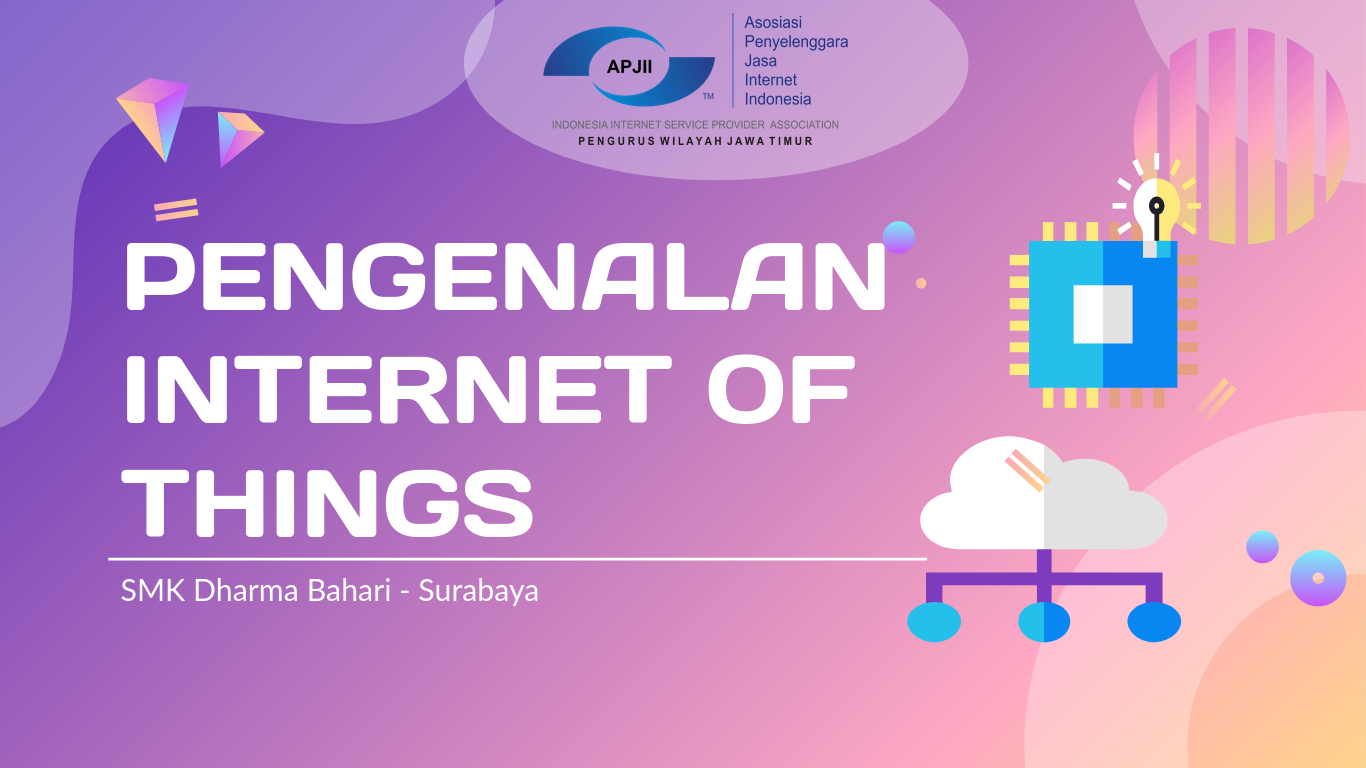 APJII
TM
Asosiasi
Penyelenggara
Jasa
Internet
Indonesia
INDONESIA INTERNET SERVICE PROVIDER ASSOCIATION
PENGURUS WILAYAH JAWA TIMUR
PENGENALAN
INTERNET OF
THINGS
SMK Dharma Bahari - Surabaya